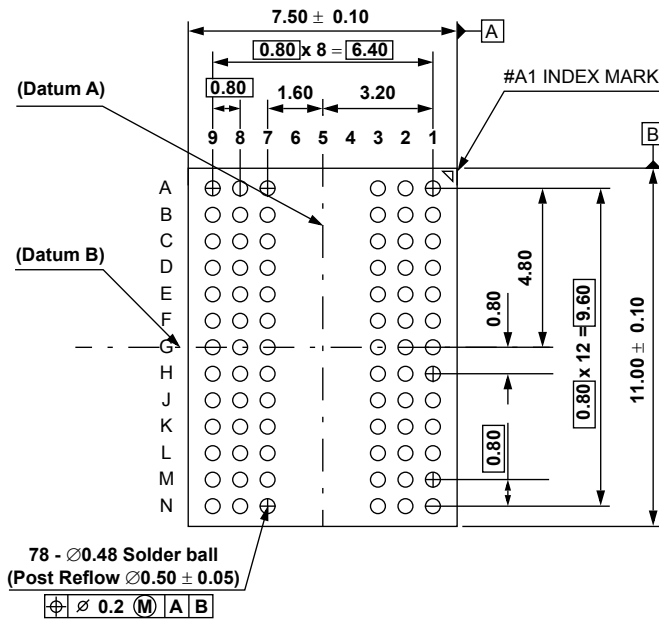 7.50 ± 0.10
A
0.80 x 8 = 6.40
#A1 INDEX MARK
(Datum A)
0.80
1.60
3.20
9 8 7 6 5 4 3 2 1
B
A
B
C
D
(Datum B)
E
F
G
H
J
K
L
M
N
4.80
0.80
0.80 x 12 = 9.60
11.00 ± 0.10
0.80
78 - ∅0.48 Solder ball
(Post Reflow ∅0.50 ± 0.05)
⌖ ⌀ 0.2 Ⓜ A B